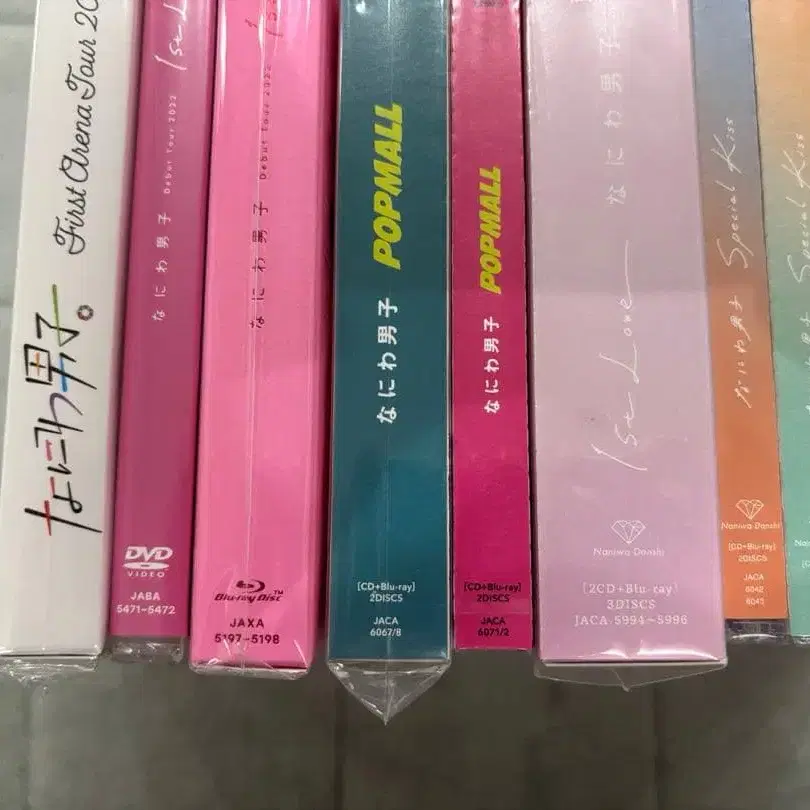 First Arena Tour 20
なにわ男子。
1st
なにわ男子 Debut Tour 2022
DVD
VIDEO
JABA
5471~5472
1st
なにわ男子 Debut Tour 2022
Blu-ray Disc™
JAXA
5197~5198
なにわ男子 POPMALL
[CD+Blu-ray]
2DISCS
JACA
6067/8
なにわ男子 POPMALL
[CD+Blu-ray]
2DISCS
JACA
6071/2
1st Love なにわ男子
Naniwa Danshi
[2CD+Blu-ray]
3DISCS
JACA-5994~5996
なにわ男子 Special Kiss
Naniwa Danshi
[CD+Blu-ray]
2DISCS
JACA
6042
6043
Special Kiss